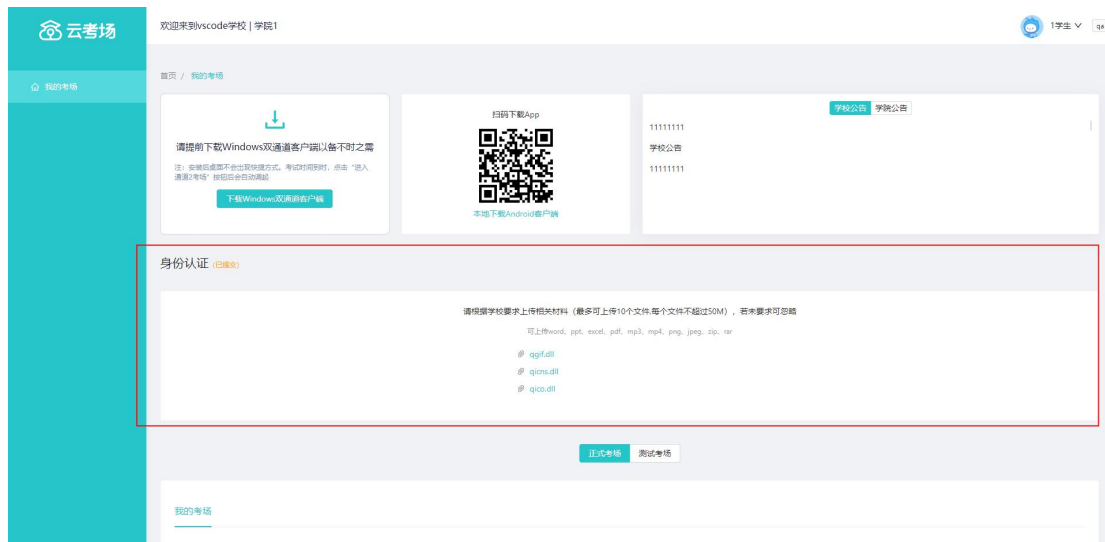 云考场
欢迎来到vscode学校 | 学院1
1学生
qa
我的考场
首页 / 我的考场
请提前下载Windows双通道客户端以备不时之需
注：安装后桌面不会出现快捷方式。考试时间到时，点击“进入
通道2考场”按钮后会自动调起
下载Windows双通道客户端
扫码下载App
本地下载Android客户端
学校公告 学院公告
11111111
学校公告
11111111
身份认证 (已提交)
请根据学校要求上传相关材料（最多可上传10个文件,每个文件不超过50M），若未要求可忽略
可上传word、ppt、excel、pdf、mp3、mp4、png、jpeg、zip、rar
qgif.dll
qicns.dll
qico.dll
正式考场 测试考场
我的考场